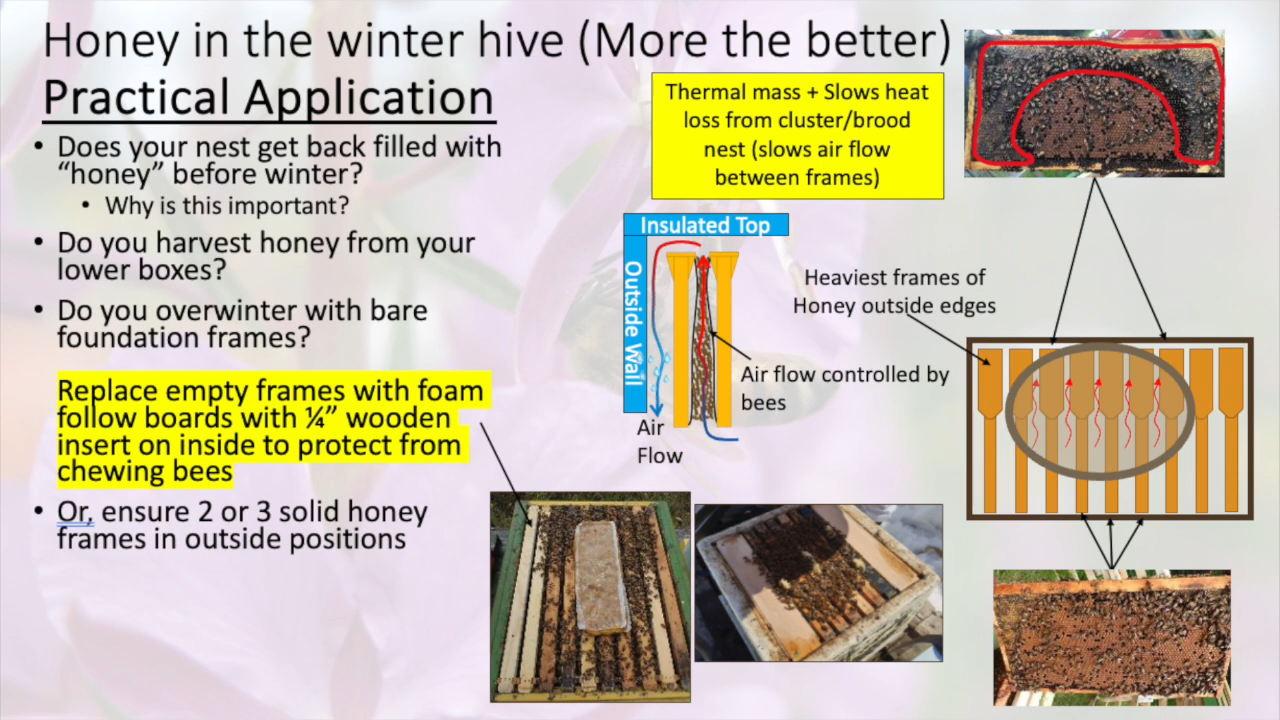 Honey in the winter hive (More the better)
Practical Application
• Does your nest get back filled with
“honey” before winter?
• Why is this important?
• Do you harvest honey from your
lower boxes?
• Do you overwinter with bare
foundation frames?
Replace empty frames with foam
follow boards with ¼” wooden
insert on inside to protect from
chewing bees
• Or, ensure 2 or 3 solid honey
frames in outside positions
Thermal mass + Slows heat
loss from cluster/brood
nest (slows air flow
between frames)
Insulated Top
Outside Wall
Air
Flow
Air flow controlled by
bees
Heaviest frames of
Honey outside edges